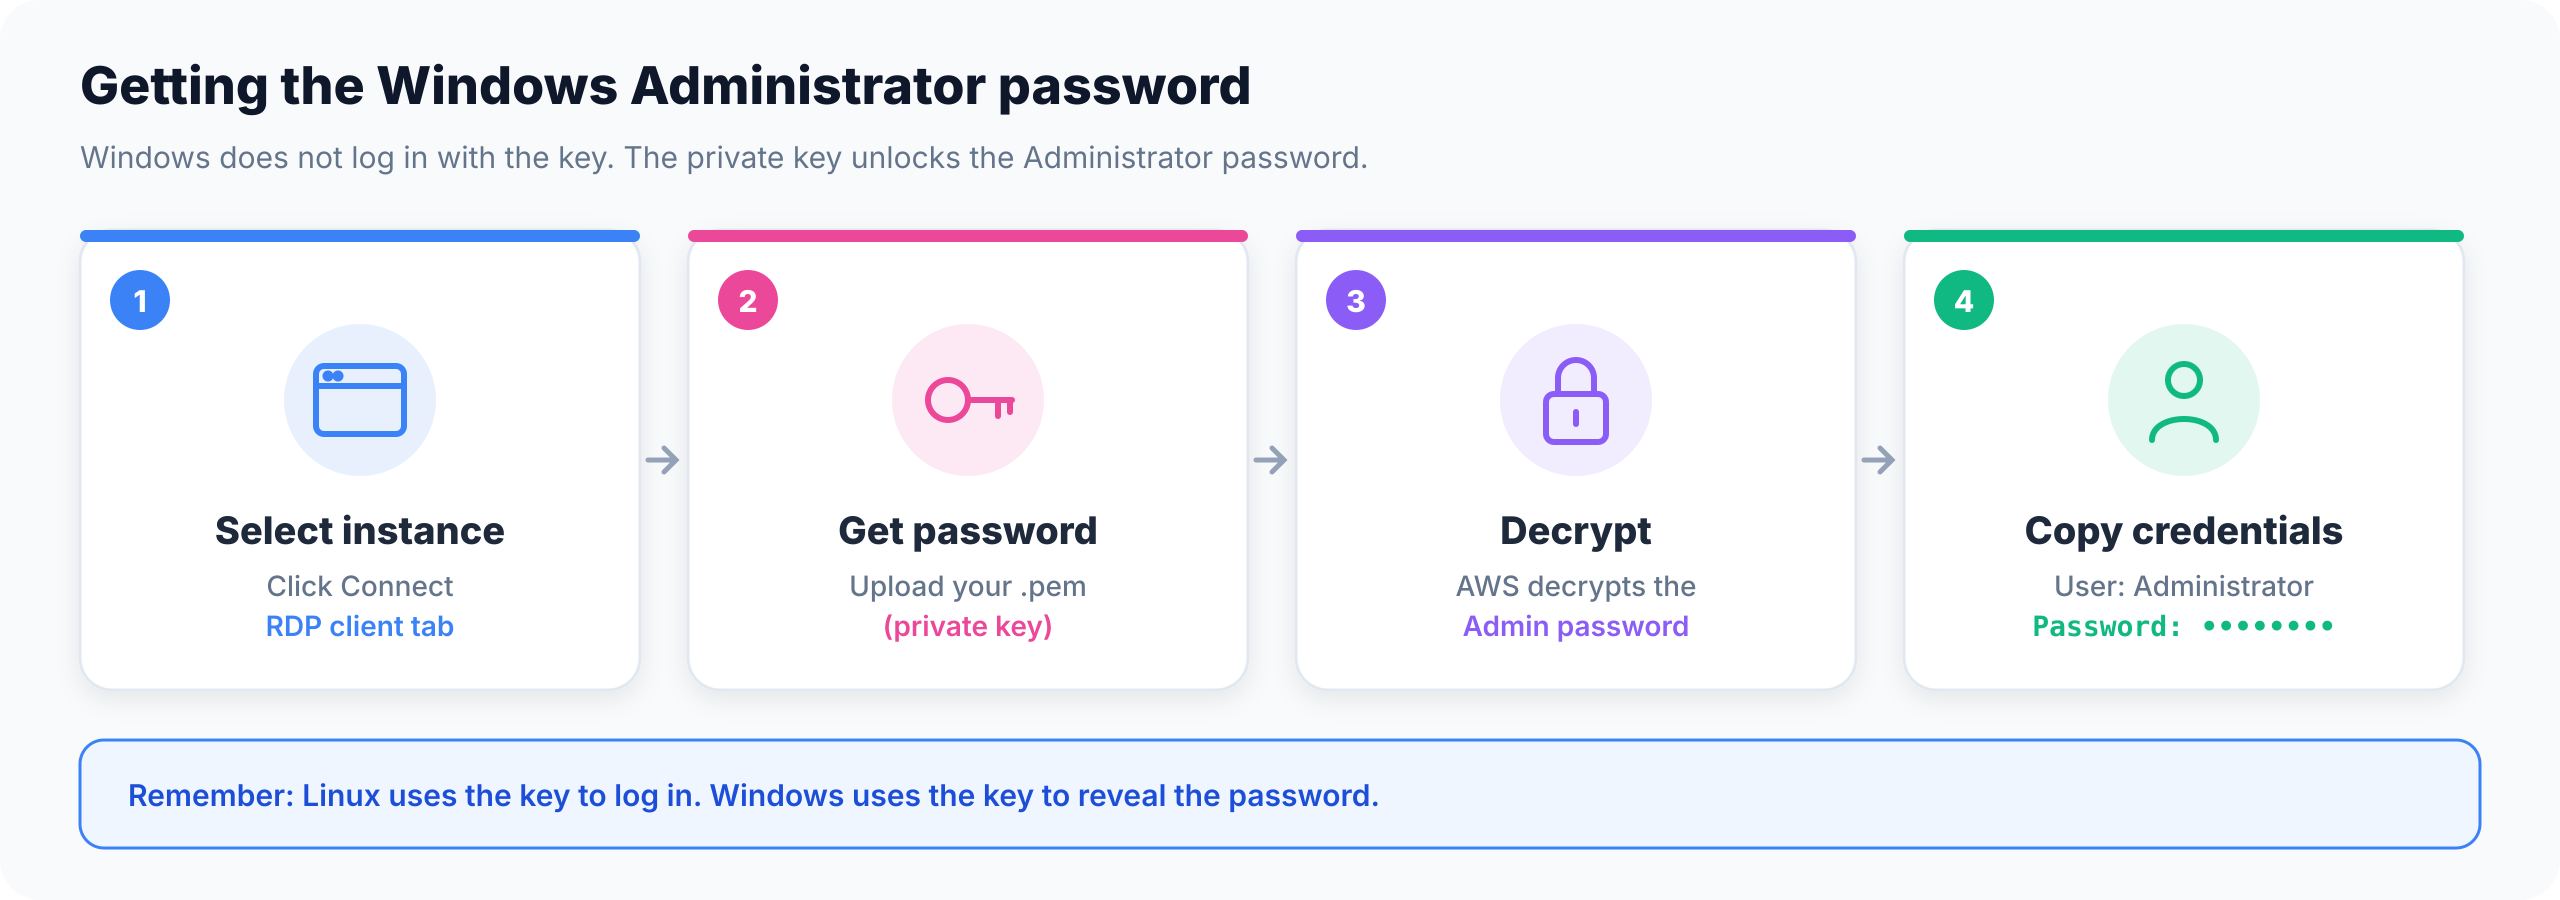 Getting the Windows Administrator password
Windows does not log in with the key. The private key unlocks the Administrator password.
1
Select instance
Click Connect
RDP client tab
2
Get password
Upload your .pem
(private key)
3
Decrypt
AWS decrypts the
Admin password
4
Copy credentials
User: Administrator
Password: ••••••••
Remember: Linux uses the key to log in. Windows uses the key to reveal the password.